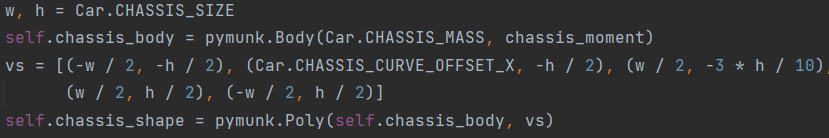 w, h = Car.CHASSIS_SIZE
self.chassis_body = pymunk.Body(Car.CHASSIS_MASS, chassis_moment)
vs = [(-w / 2, -h / 2), (Car.CHASSIS_CURVE_OFFSET_X, -h / 2), (w / 2, -3 * h / 10),
(w / 2, h / 2), (-w / 2, h / 2)]
self.chassis_shape = pymunk.Poly(self.chassis_body, vs)